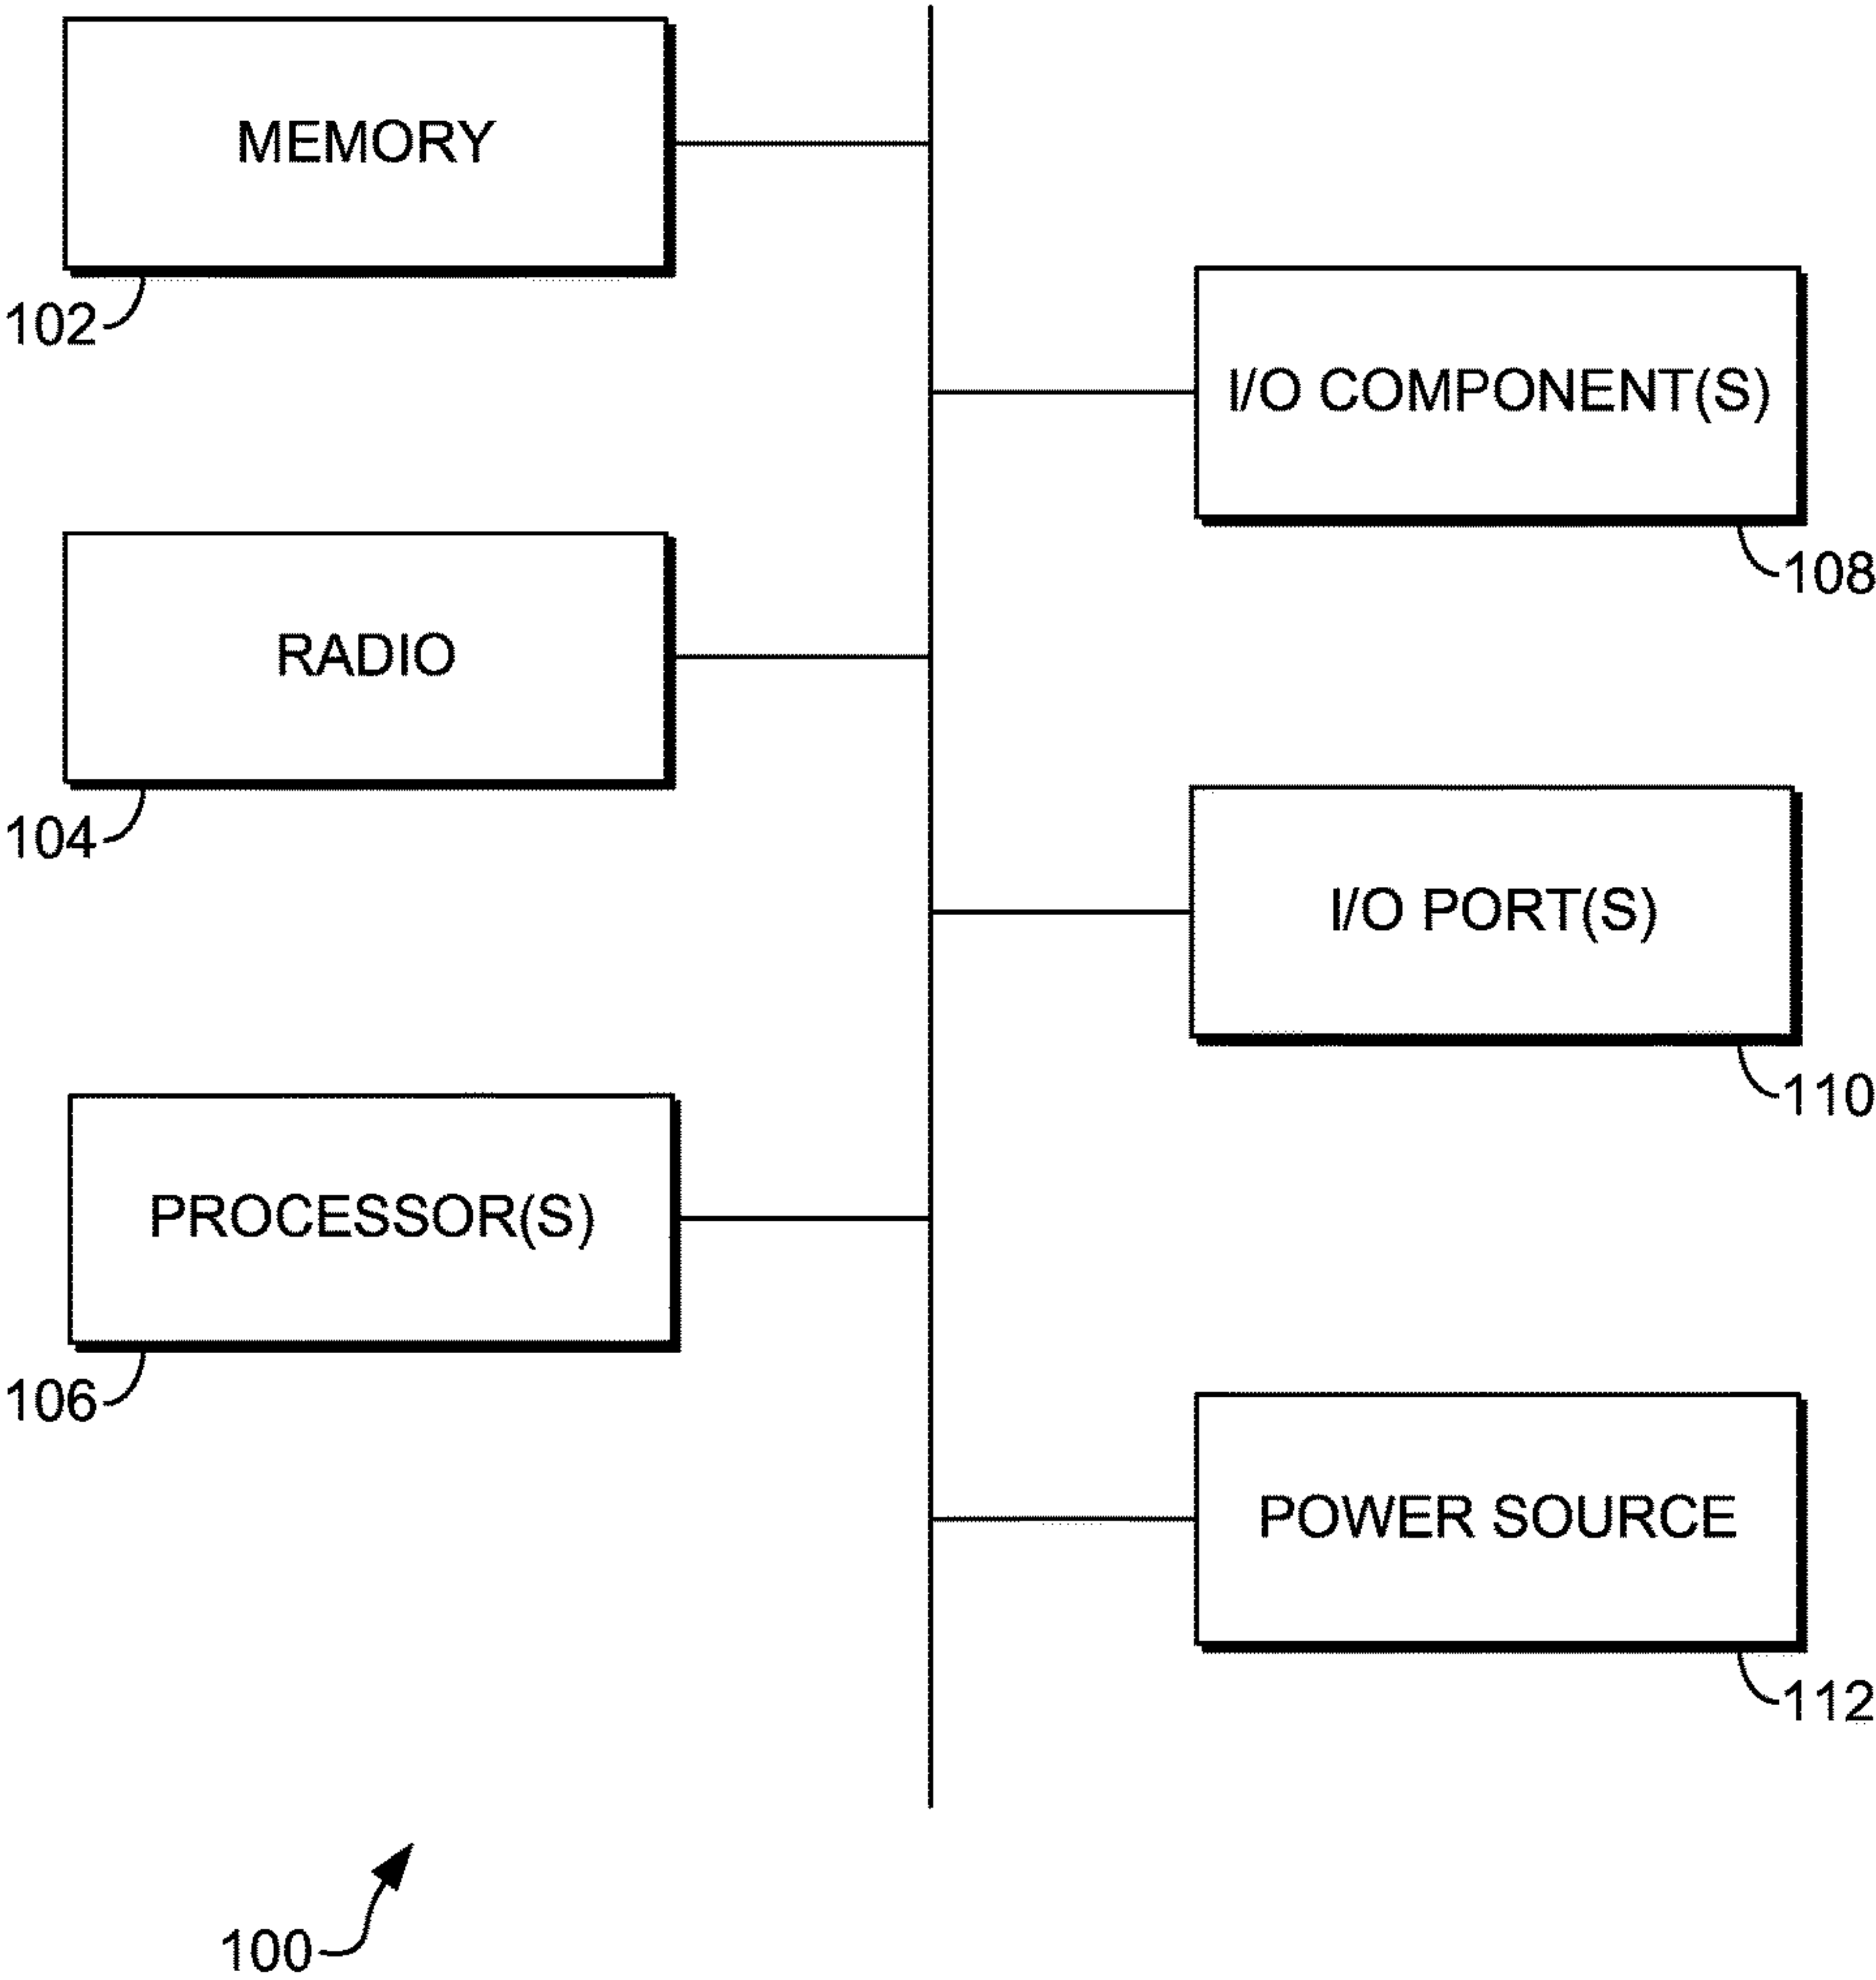 MEMORY
102
I/O COMPONENT(S)
108
RADIO
104
I/O PORT(S)
110
PROCESSOR(S)
106
POWER SOURCE
112
100